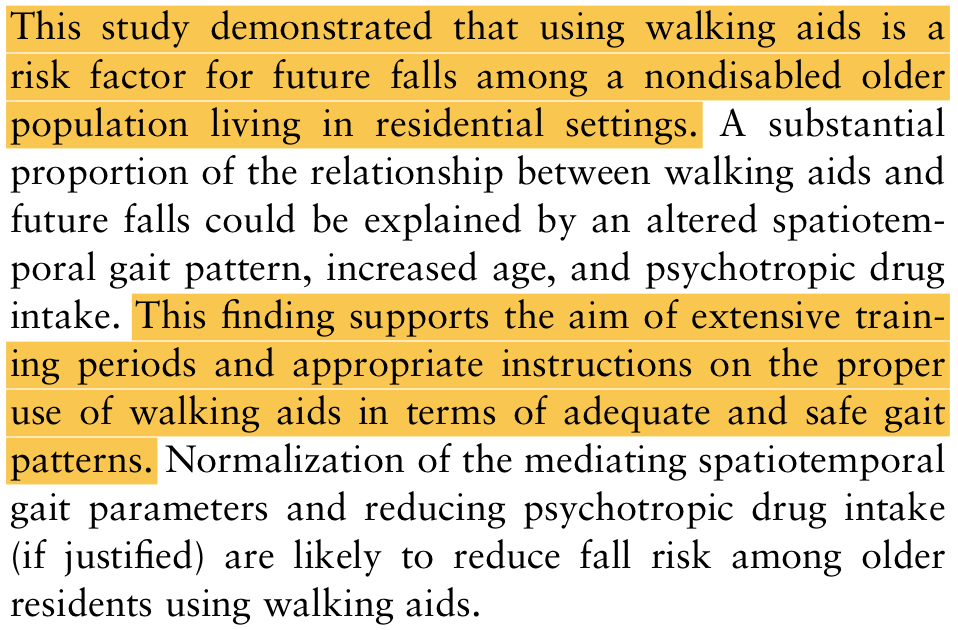 This study demonstrated that using walking aids is a
risk factor for future falls among a nondisabled older
population living in residential settings. A substantial
proportion of the relationship between walking aids and
future falls could be explained by an altered spatiotem-
poral gait pattern, increased age, and psychotropic drug
intake. This finding supports the aim of extensive train-
ing periods and appropriate instructions on the proper
use of walking aids in terms of adequate and safe gait
patterns. Normalization of the mediating spatiotemporal
gait parameters and reducing psychotropic drug intake
(if justified) are likely to reduce fall risk among older
residents using walking aids.